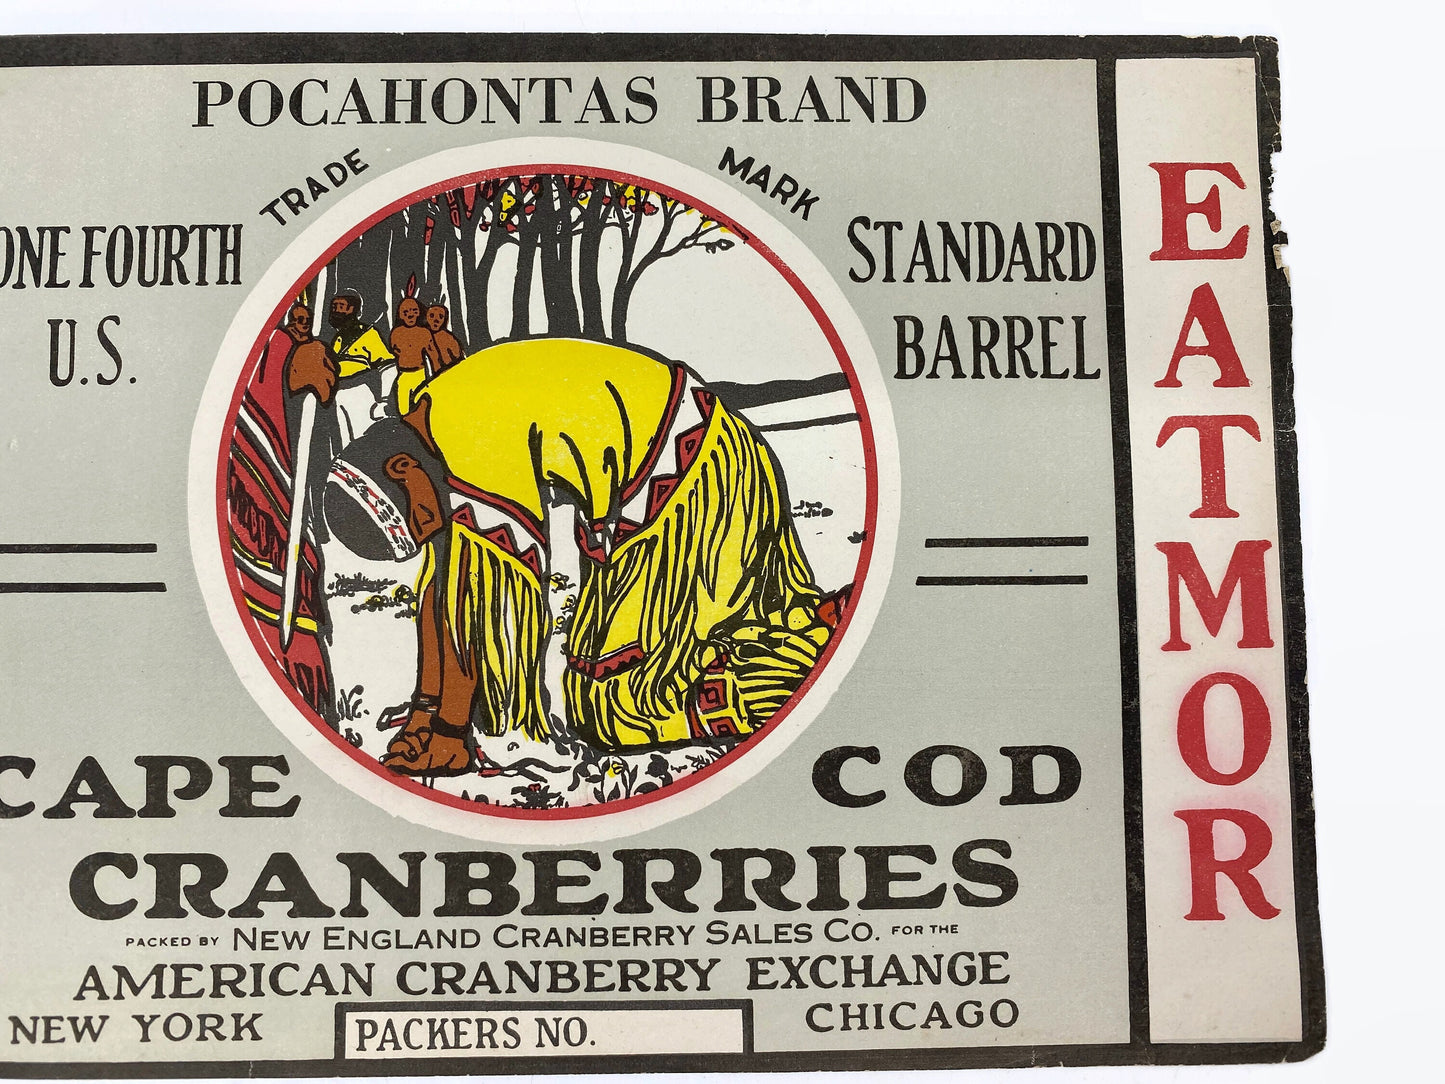 POCAHONTAS BRAND
TRADE MARK
ONE FOURTH
U.S.
STANDARD
BARREL
CAPE COD
CRANBERRIES
PACKED BY NEW ENGLAND CRANBERRY SALES CO. FOR THE
AMERICAN CRANBERRY EXCHANGE
NEW YORK
CHICAGO
PACKERS NO.
EATMOR